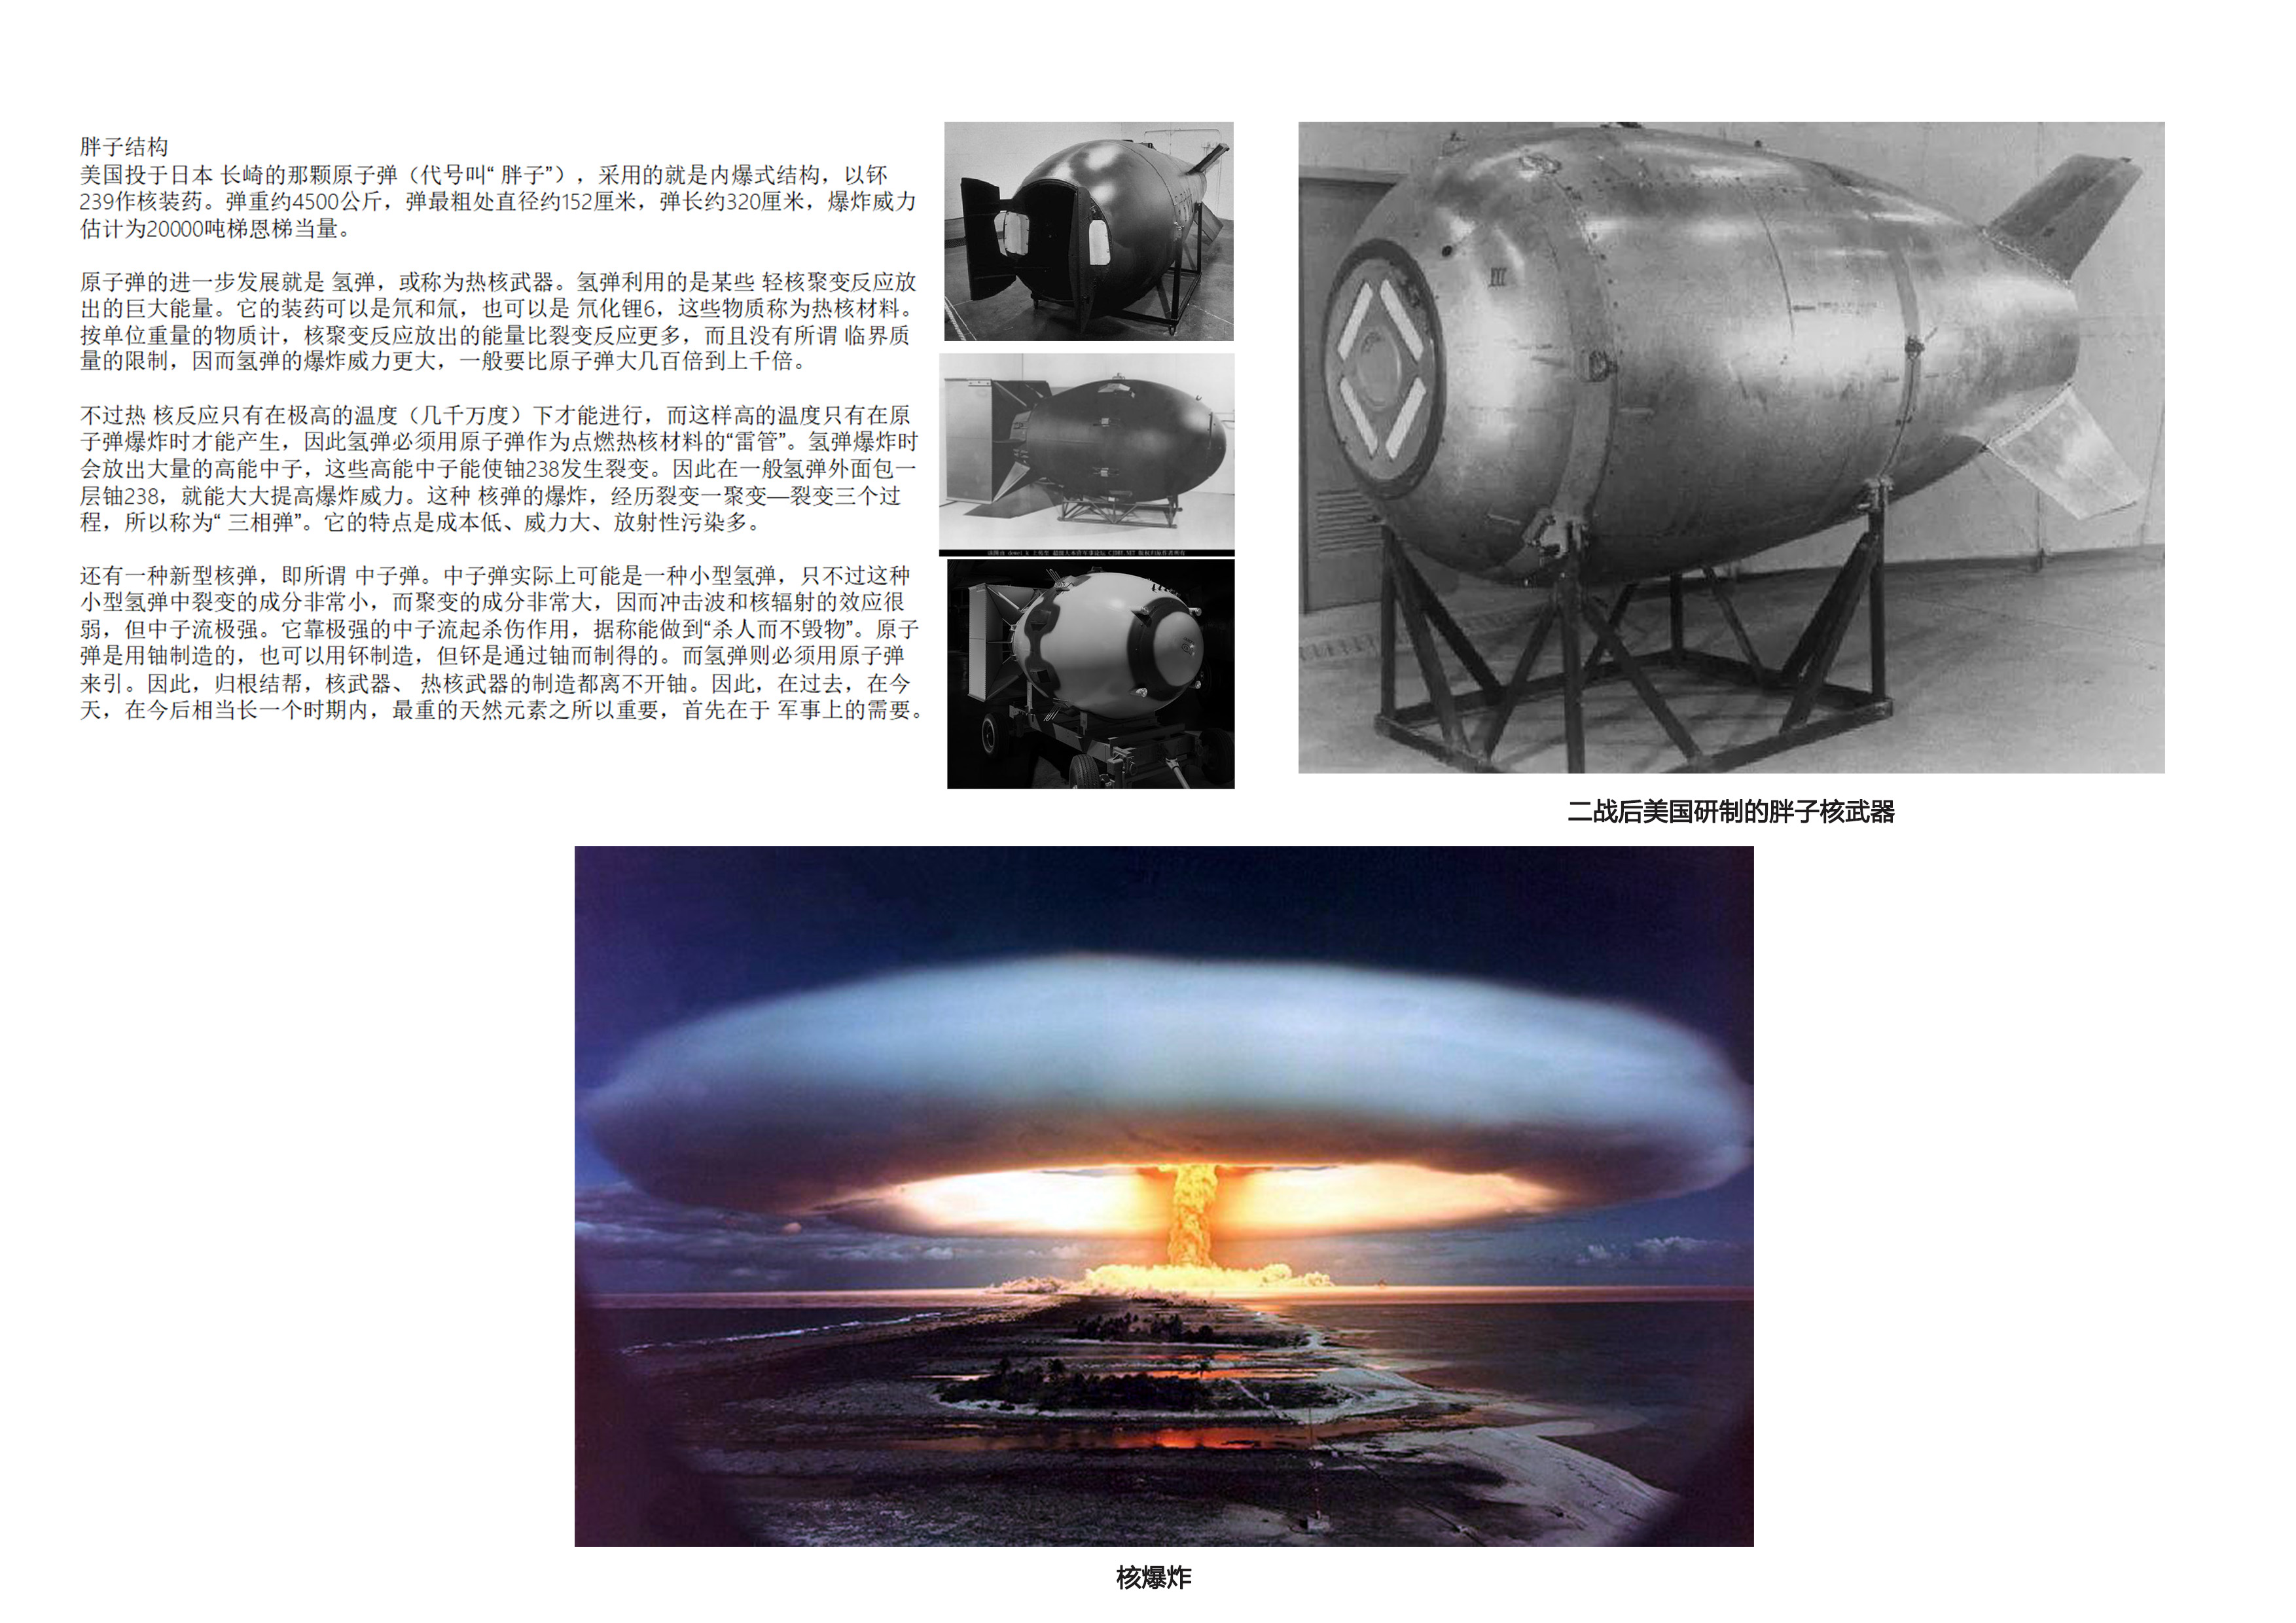 胖子结构
美国投于日本 长崎的那颗原子弹（代号叫“ 胖子”），采用的就是内爆式结构，以钚
239作核装药。弹重约4500公斤，弹最粗处直径约152厘米，弹长约320厘米，爆炸威力
估计为20000吨梯恩梯当量。
原子弹的进一步发展就是 氢弹，或称为热核武器。氢弹利用的是某些 轻核聚变反应放
出的巨大能量。它的装药可以是氘和氚，也可以是 氘化锂6，这些物质称为热核材料。
按单位重量的物质计，核聚变反应放出的能量比裂变反应更多，而且没有所谓 临界质
量的限制，因而氢弹的爆炸威力更大，一般要比原子弹大几百倍到上千倍。
不过热 核反应只有在极高的温度（几千万度）下才能进行，而这样高的温度只有在原
子弹爆炸时才能产生，因此氢弹必须用原子弹作为点燃热核材料的“雷管”。氢弹爆炸时
会放出大量的高能中子，这些高能中子能使铀238发生裂变。因此在一般氢弹外面包一
层铀238，就能大大提高爆炸威力。这种 核弹的爆炸，经历裂变一聚变—裂变三个过
程，所以称为“ 三相弹”。它的特点是成本低、威力大、放射性污染多。
还有一种新型核弹，即所谓 中子弹。中子弹实际上可能是一种小型氢弹，只不过这种
小型氢弹中裂变的成分非常小，而聚变的成分非常大，因而冲击波和核辐射的效应很
弱，但中子流极强。它靠极强的中子流起杀伤作用，据称能做到“杀人而不毁物”。原子
弹是用铀制造的，也可以用钚制造，但钚是通过铀而制得的。而氢弹则必须用原子弹
来引。因此，归根结帮，核武器、 热核武器的制造都离不开铀。因此，在过去，在今
天，在今后相当长一个时期内，最重的天然元素之所以重要，首先在于 军事上的需要。
二战后美国研制的胖子核武器
核爆炸